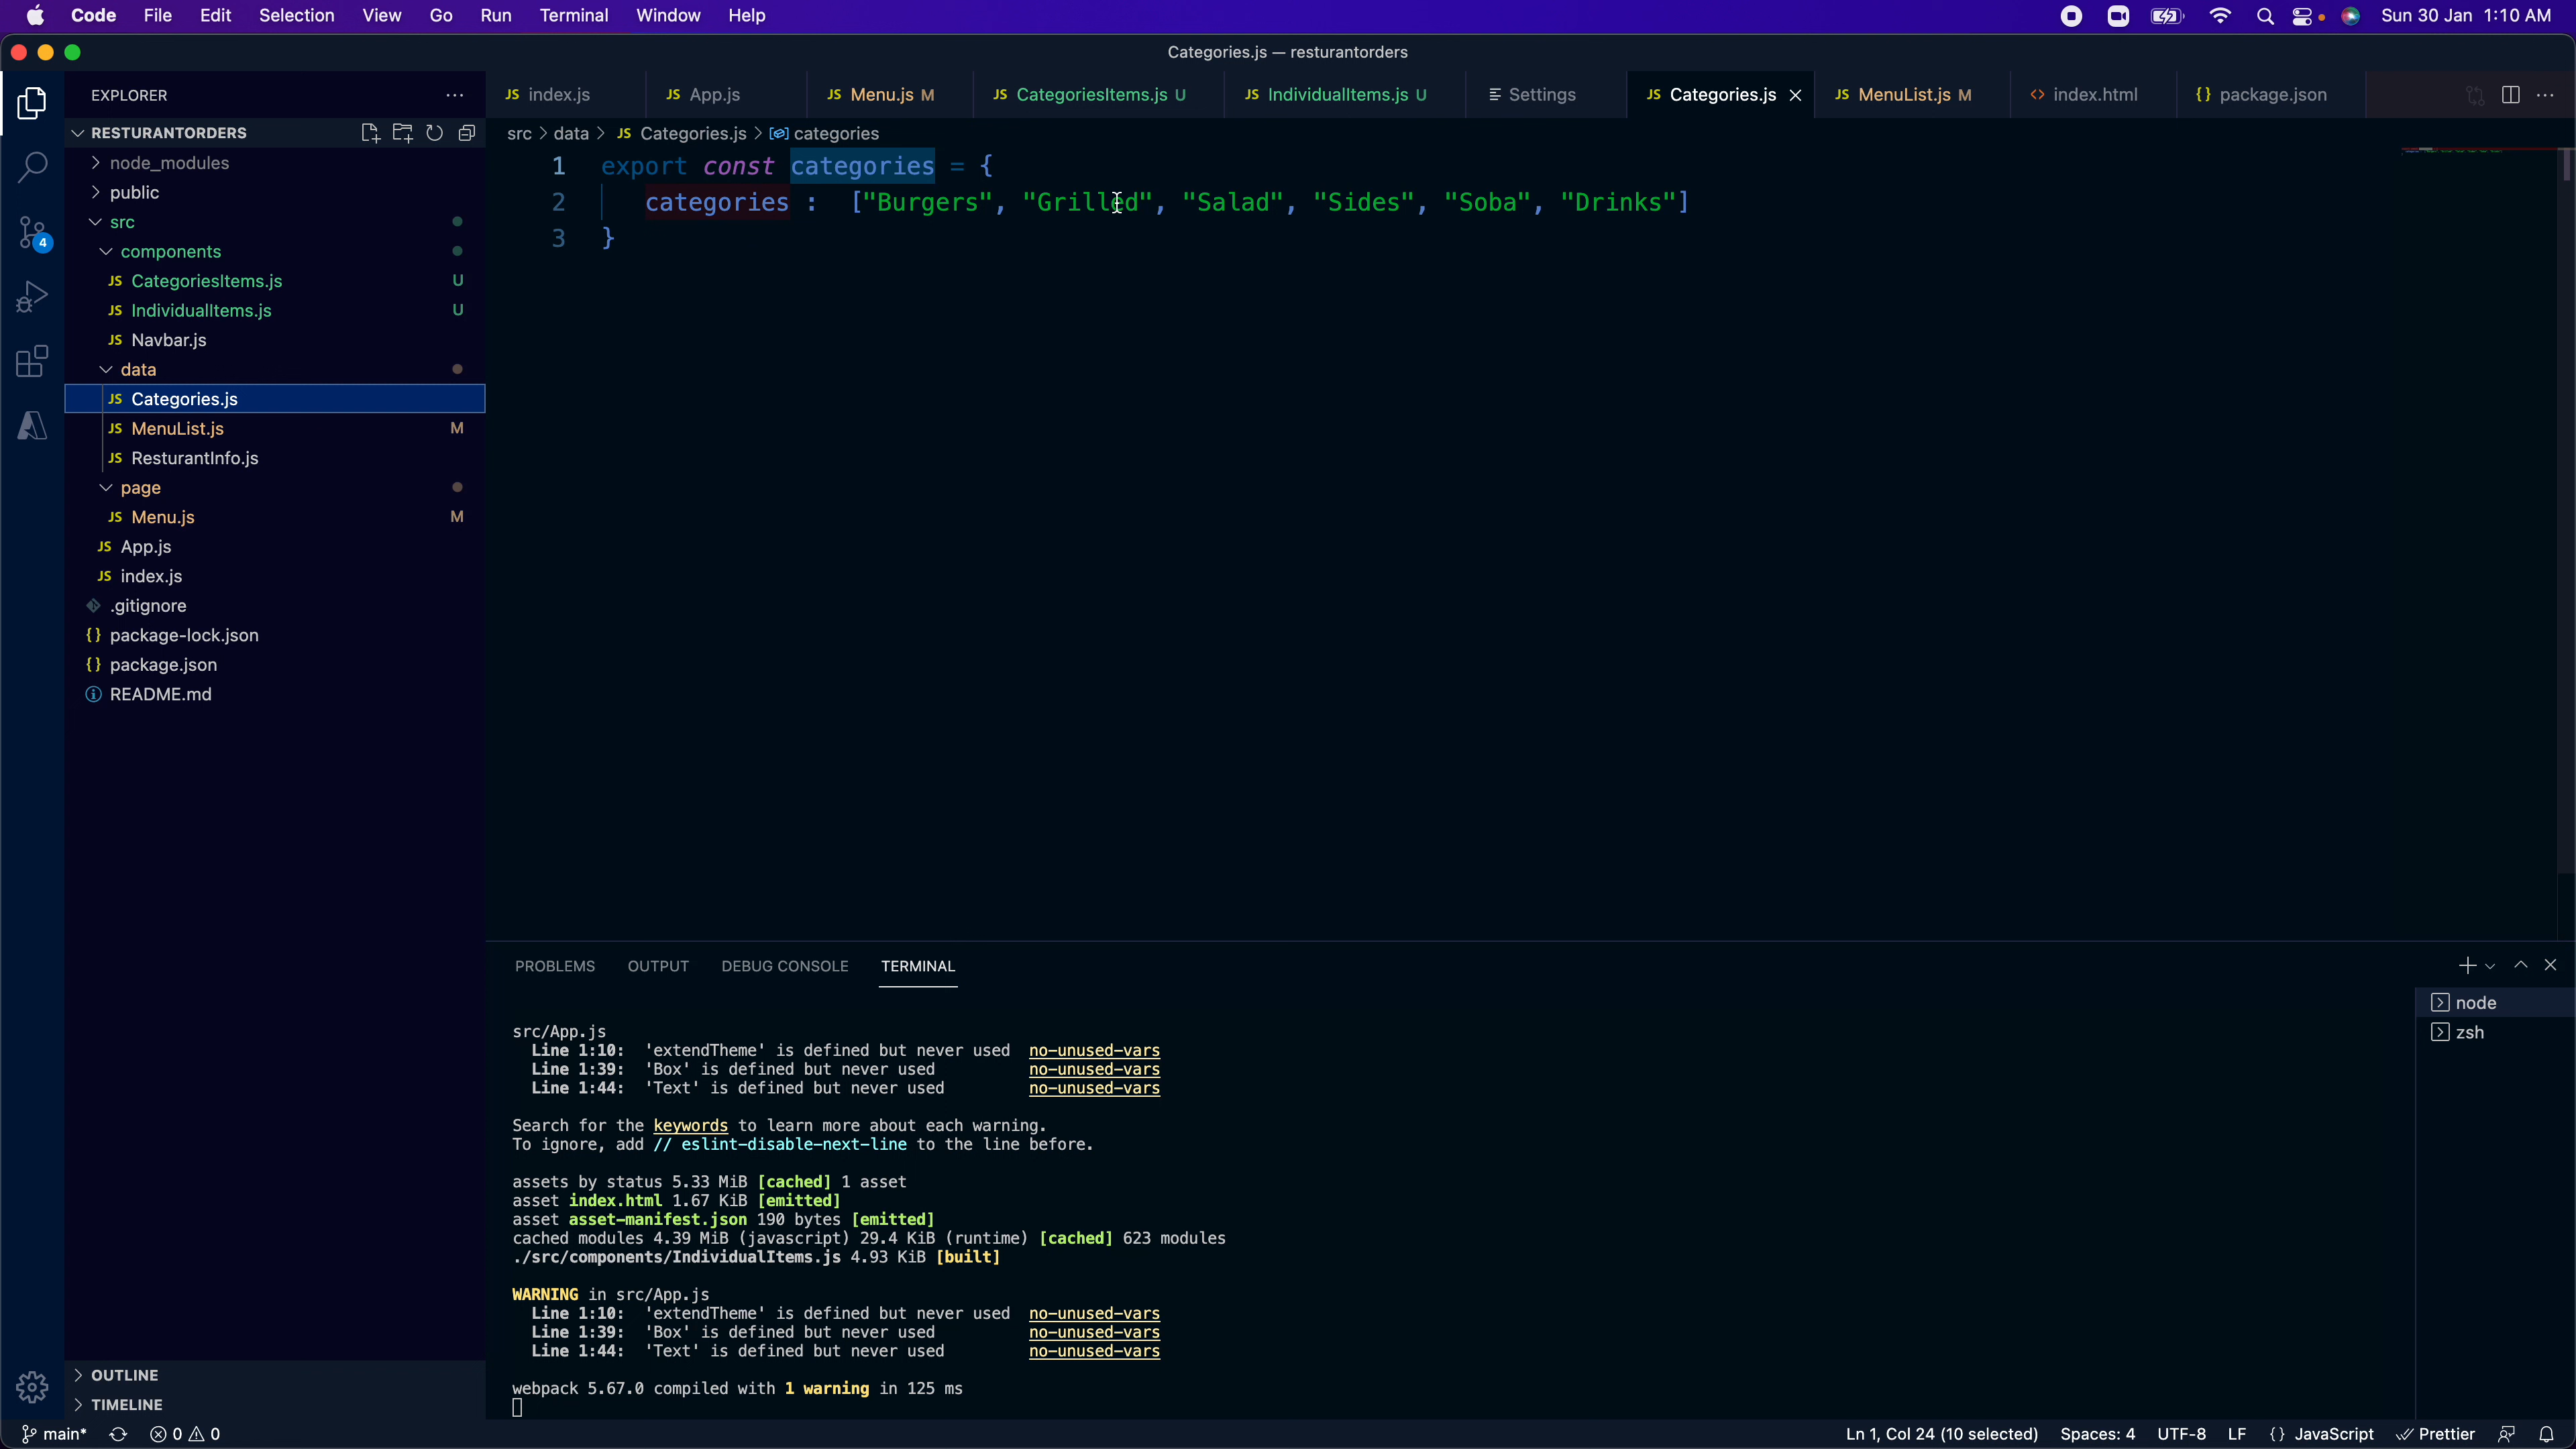 Code File Edit Selection View Go Run Terminal Window Help Sun 30 Jan 1:10 AM
Categories.js — resturantorders
EXPLORER
JS index.js JS App.js JS Menu.js M JS CategoriesItems.js U JS IndividualItems.js U Settings JS Categories.js JS MenuList.js M <> index.html {} package.json
RESTURANTORDERS
src > data > JS Categories.js > categories
node_modules
public
src
components
JS CategoriesItems.js U
JS IndividualItems.js U
JS Navbar.js
data
JS Categories.js
JS MenuList.js M
JS ResturantInfo.js
page
JS Menu.js M
JS App.js
JS index.js
.gitignore
{} package-lock.json
{} package.json
README.md
4
OUTLINE
TIMELINE
1 export const categories = {
2 categories : ["Burgers", "Grilled", "Salad", "Sides", "Soba", "Drinks"]
3 }
PROBLEMS OUTPUT DEBUG CONSOLE TERMINAL
node
zsh
src/App.js
Line 1:10: 'extendTheme' is defined but never used no-unused-vars
Line 1:39: 'Box' is defined but never used no-unused-vars
Line 1:44: 'Text' is defined but never used no-unused-vars
Search for the keywords to learn more about each warning.
To ignore, add // eslint-disable-next-line to the line before.
assets by status 5.33 MiB [cached] 1 asset
asset index.html 1.67 KiB [emitted]
asset asset-manifest.json 190 bytes [emitted]
cached modules 4.39 MiB (javascript) 29.4 KiB (runtime) [cached] 623 modules
./src/components/IndividualItems.js 4.93 KiB [built]
WARNING in src/App.js
Line 1:10: 'extendTheme' is defined but never used no-unused-vars
Line 1:39: 'Box' is defined but never used no-unused-vars
Line 1:44: 'Text' is defined but never used no-unused-vars
webpack 5.67.0 compiled with 1 warning in 125 ms
main* 0 0 Ln 1, Col 24 (10 selected) Spaces: 4 UTF-8 LF {} JavaScript Prettier